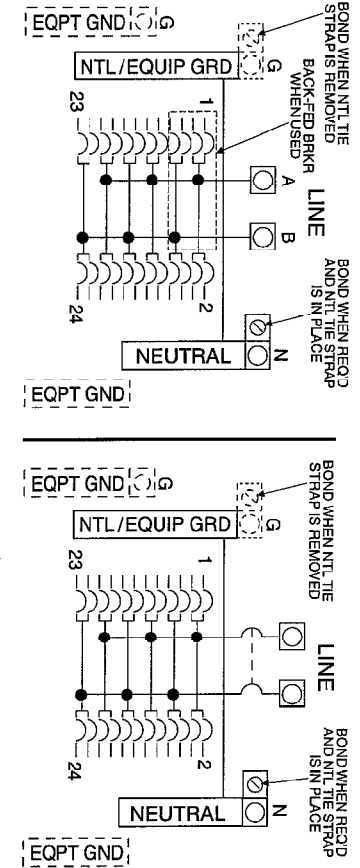 BOND WHEN NTL TIE
STRAP IS REMOVED
EQPT GND
G
NTL/EQUIP GRD
G
BACK-FED BRKR
WHEN USED
23
1
A
LINE
B
24
2
BOND WHEN REQ'D
AND NTL TIE STRAP
IS IN PLACE
NEUTRAL
N
EQPT GND
BOND WHEN NTL TIE
STRAP IS REMOVED
EQPT GND
G
NTL/EQUIP GRD
G
23
1
LINE
24
2
BOND WHEN REQ'D
AND NTL TIE STRAP
IS IN PLACE
NEUTRAL
N
EQPT GND